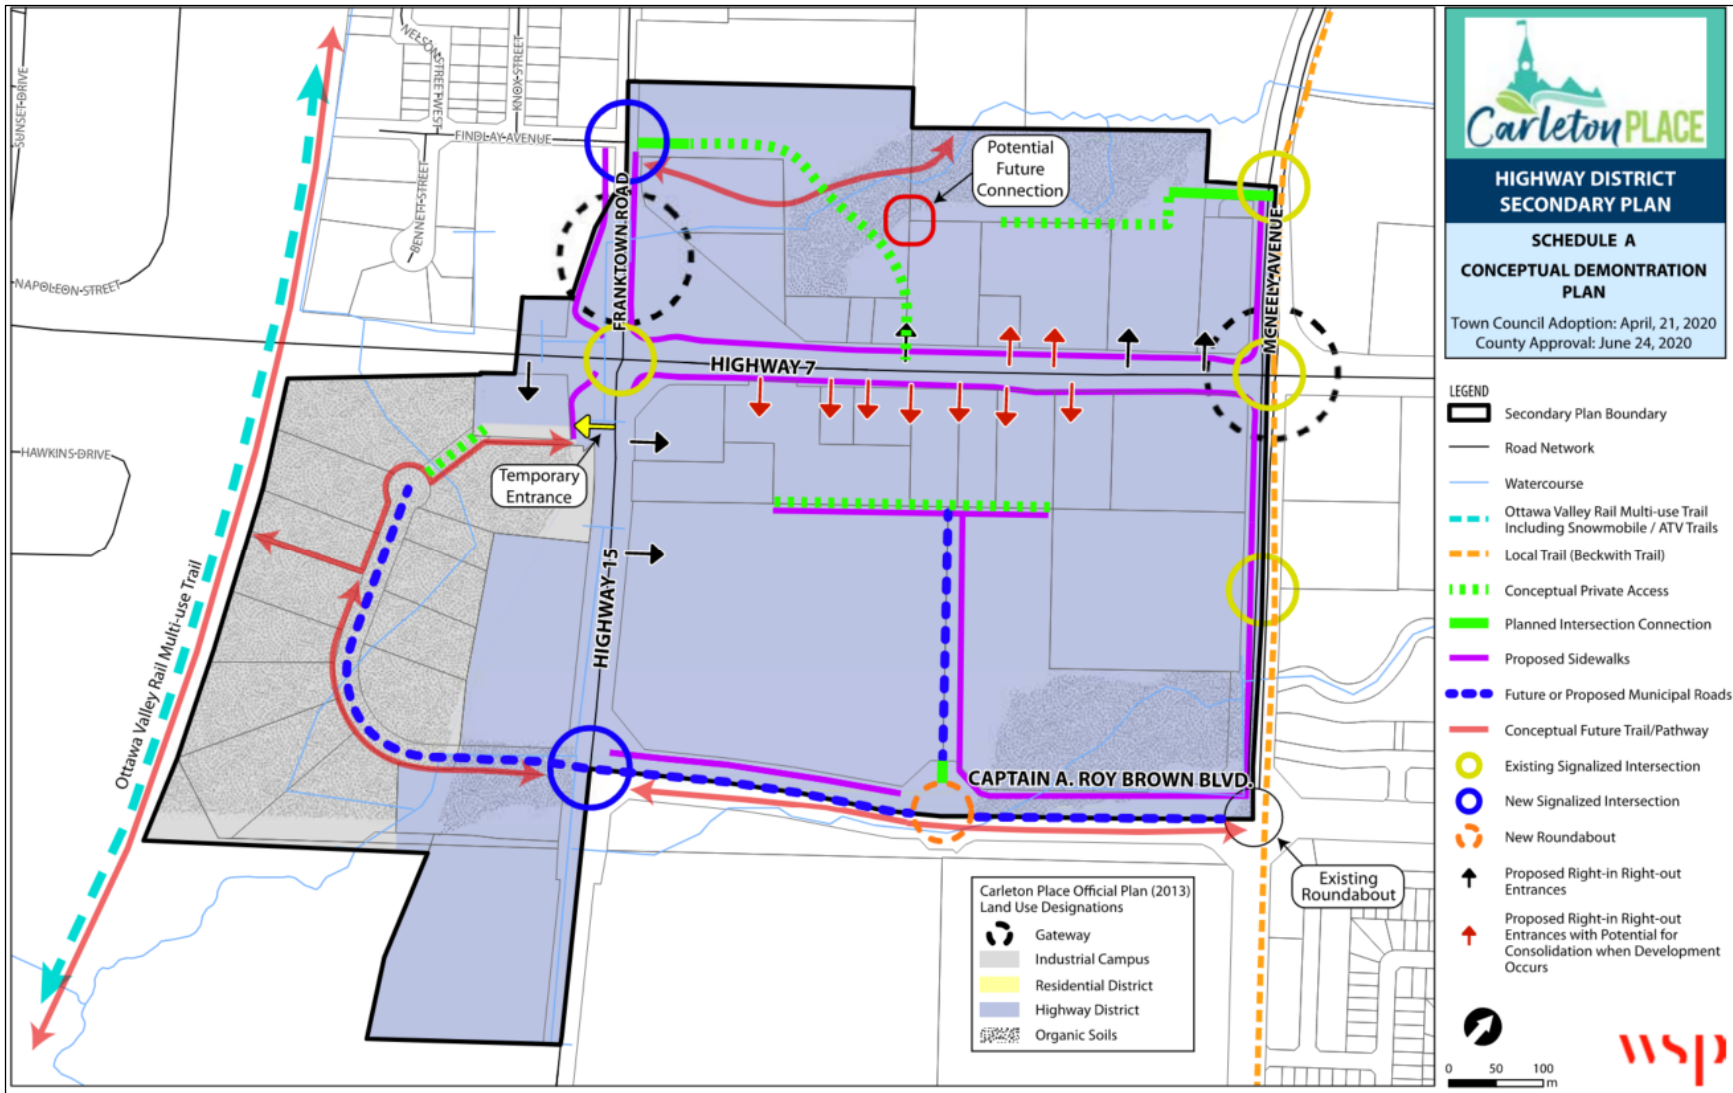 Carleton PLACE
HIGHWAY DISTRICT
SECONDARY PLAN
SCHEDULE A
CONCEPTUAL DEMONTRATION
PLAN
Town Council Adoption: April, 21, 2020
County Approval: June 24, 2020
LEGEND
Secondary Plan Boundary
Road Network
Watercourse
Ottawa Valley Rail Multi-use Trail
Including Snowmobile / ATV Trails
Local Trail (Beckwith Trail)
Conceptual Private Access
Planned Intersection Connection
Proposed Sidewalks
Future or Proposed Municipal Roads
Conceptual Future Trail/Pathway
Existing Signalized Intersection
New Signalized Intersection
New Roundabout
Proposed Right-in Right-out
Entrances
Proposed Right-in Right-out
Entrances with Potential for
Consolidation when Development
Occurs
0 50 100
m
wsp
SUNSET DRIVE
NELSON STREET WEST
KNOX STREET
FINDLAY AVENUE
BENNETT STREET
NAPOLEON STREET
HAWKINS DRIVE
FRANKTOWN ROAD
Potential
Future
Connection
MCNEELY AVENUE
HIGHWAY 7
Temporary
Entrance
HIGHWAY 15
Ottawa Valley Rail Multi-use Trail
CAPTAIN A. ROY BROWN BLVD.
Existing
Roundabout
Carleton Place Official Plan (2013)
Land Use Designations
Gateway
Industrial Campus
Residential District
Highway District
Organic Soils